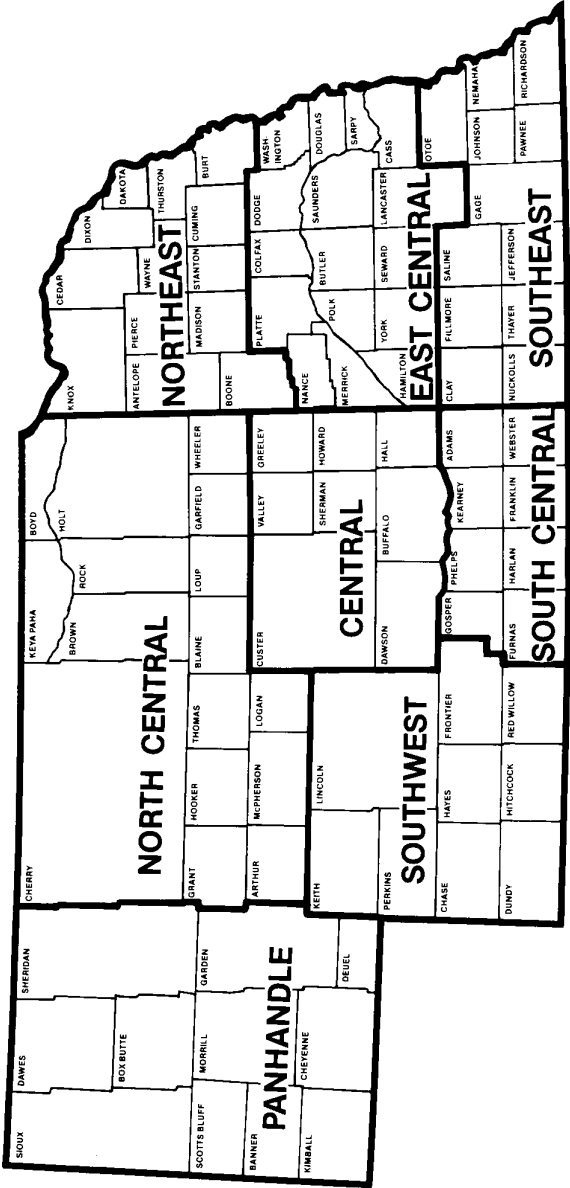 SIOUX
DAWES
SHERIDAN
BOX BUTTE
SCOTTS BLUFF
MORRILL
GARDEN
BANNER
KIMBALL
CHEYENNE
DEUEL
PANHANDLE
CHERRY
KEYA PAHA
BOYD
BROWN
ROCK
HOLT
NORTH CENTRAL
GRANT
HOOKER
THOMAS
BLAINE
LOUP
GARFIELD
WHEELER
ARTHUR
McPHERSON
LOGAN
KNOX
CEDAR
DIXON
DAKOTA
ANTELOPE
PIERCE
WAYNE
THURSTON
NORTHEAST
BOONE
MADISON
STANTON
CUMING
BURT
CUSTER
VALLEY
GREELEY
SHERMAN
HOWARD
CENTRAL
DAWSON
BUFFALO
HALL
NANCE
PLATTE
COLFAX
DODGE
WASH-
INGTON
MERRICK
POLK
BUTLER
SAUNDERS
DOUGLAS
SARPY
HAMILTON
YORK
SEWARD
LANCASTER
CASS
EAST CENTRAL
KEITH
LINCOLN
PERKINS
SOUTHWEST
CHASE
HAYES
FRONTIER
DUNDY
HITCHCOCK
RED WILLOW
GOSPER
PHELPS
KEARNEY
ADAMS
FURNAS
HARLAN
FRANKLIN
WEBSTER
SOUTH CENTRAL
CLAY
FILLMORE
SALINE
GAGE
OTOE
JOHNSON
NEMAHA
NUCKOLLS
THAYER
JEFFERSON
PAWNEE
RICHARDSON
SOUTHEAST